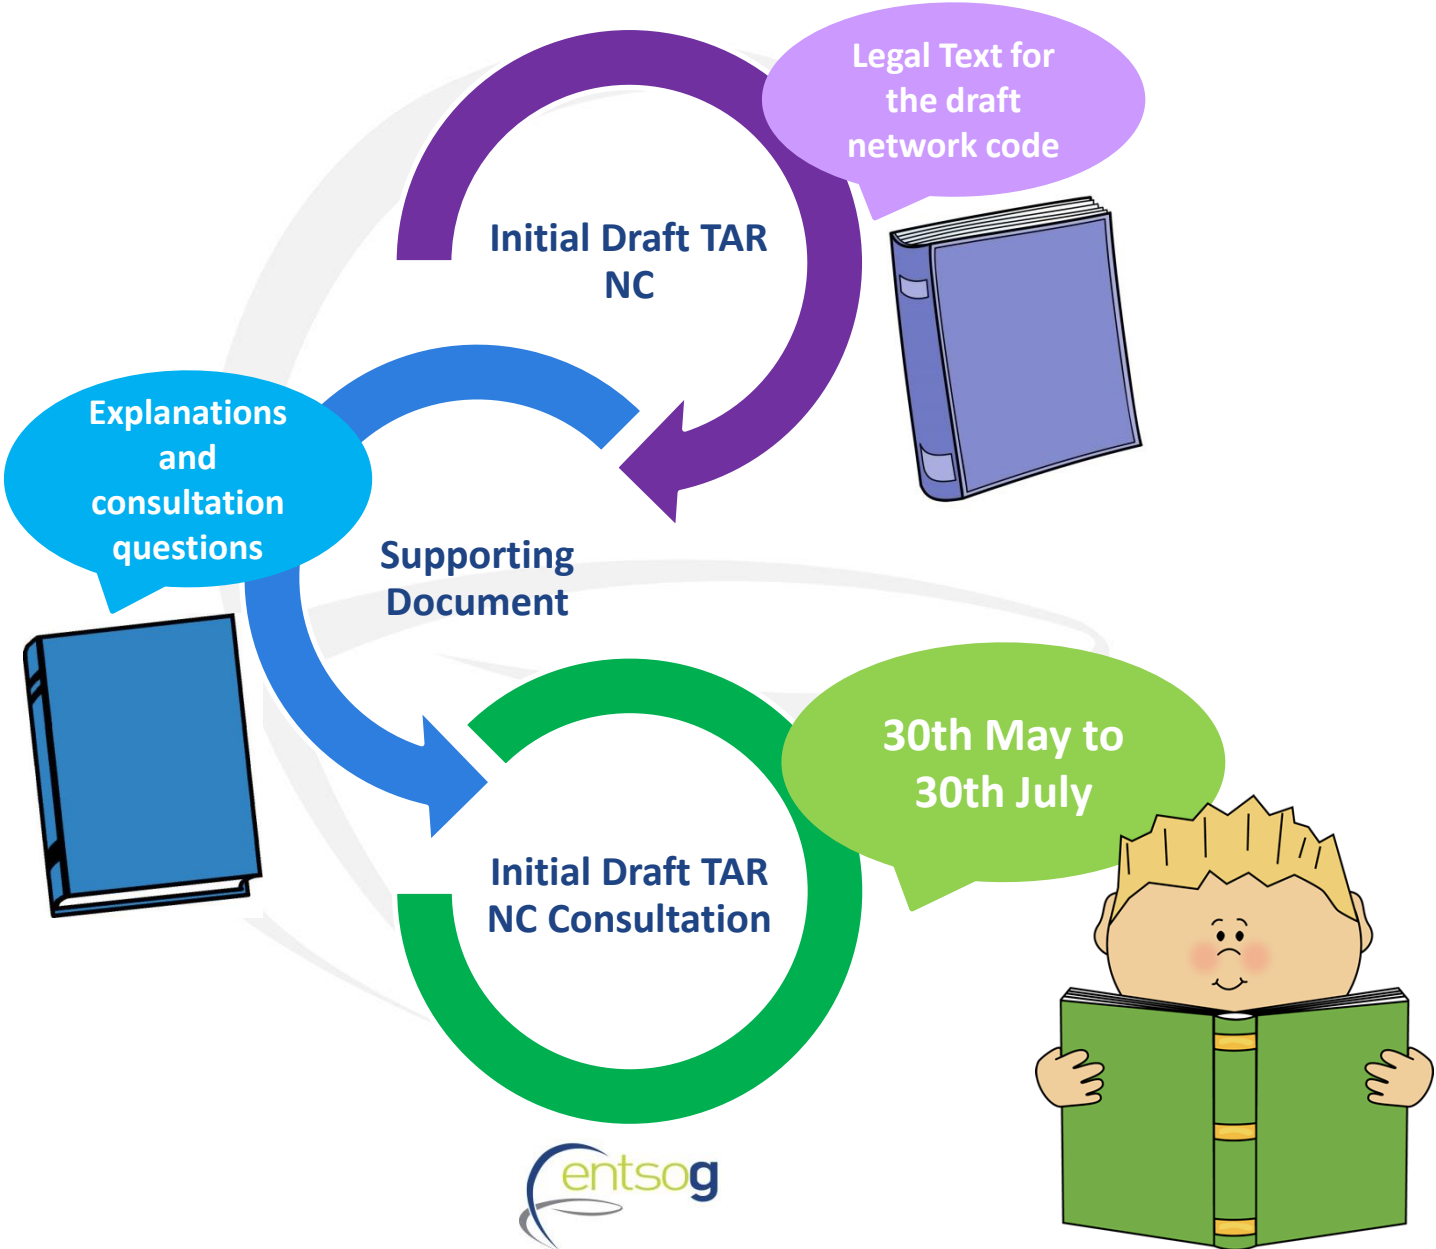 Legal Text for
the draft
network code
Initial Draft TAR
NC
Explanations
and
consultation
questions
Supporting
Document
30th May to
30th July
Initial Draft TAR
NC Consultation
entsog